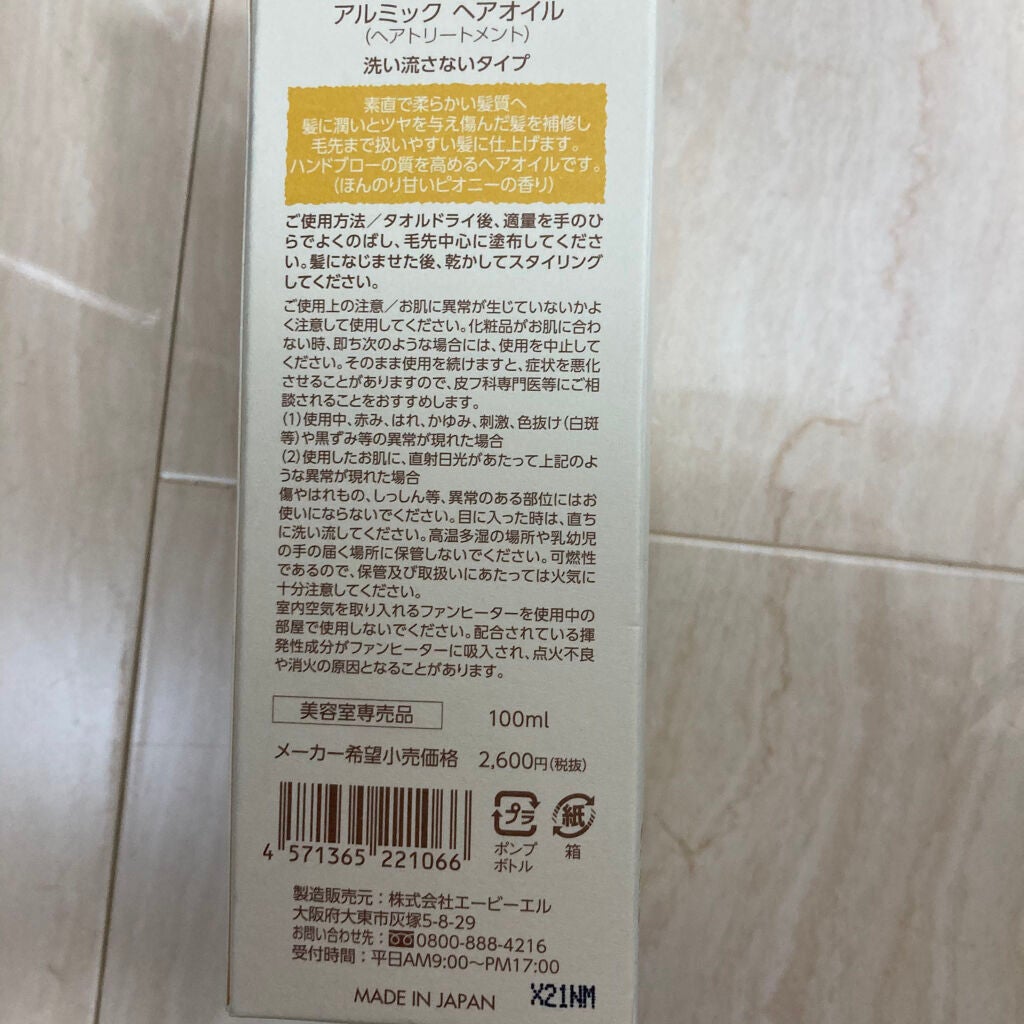 アルミック ヘアオイル
(ヘアトリートメント)
洗い流さないタイプ
素直で柔らかい髪質へ
髪に潤いとツヤを与え傷んだ髪を補修し
毛先まで扱いやすい髪に仕上げます。
ハンドブローの質を高めるヘアオイルです。
(ほんのり甘いピオニーの香り)
ご使用方法/タオルドライ後、適量を手のひ
らでよくのばし、毛先中心に塗布してくださ
い。髪になじませた後、乾かしてスタイリング
してください。
ご使用上の注意/お肌に異常が生じていないかよ
く注意して使用してください。化粧品がお肌に合わ
ない時、即ち次のような場合には、使用を中止して
ください。そのまま使用を続けますと、症状を悪化
させることがありますので、皮フ科専門医等にご相
談されることをおすすめします。
(1)使用中、赤み、はれ、かゆみ、刺激、色抜け(白斑
等)や黒ずみ等の異常が現れた場合
(2)使用したお肌に、直射日光があたって上記のよ
うな異常が現れた場合
傷やはれもの、しっしん等、異常のある部位にはお
使いにならないでください。目に入った時は、直ち
に洗い流してください。高温多湿の場所や乳幼児
の手の届く場所に保管しないでください。可燃性
であるので、保管及び取扱いにあたっては火気に
十分注意してください。
室内空気を取り入れるファンヒーターを使用中の
部屋で使用しないでください。配合されている揮
発性成分がファンヒーターに吸入され、点火不良
や消火の原因となることがあります。
美容室専売品 100ml
メーカー希望小売価格 2,600円(税抜)
プラ 紙
ポンプ 箱
ボトル
4 571365 221066
製造販売元:株式会社エービーエル
大阪府大東市灰塚5-8-29
お問い合わせ先:0800-888-4216
受付時間:平日AM9:00〜PM17:00
MADE IN JAPAN X21NM